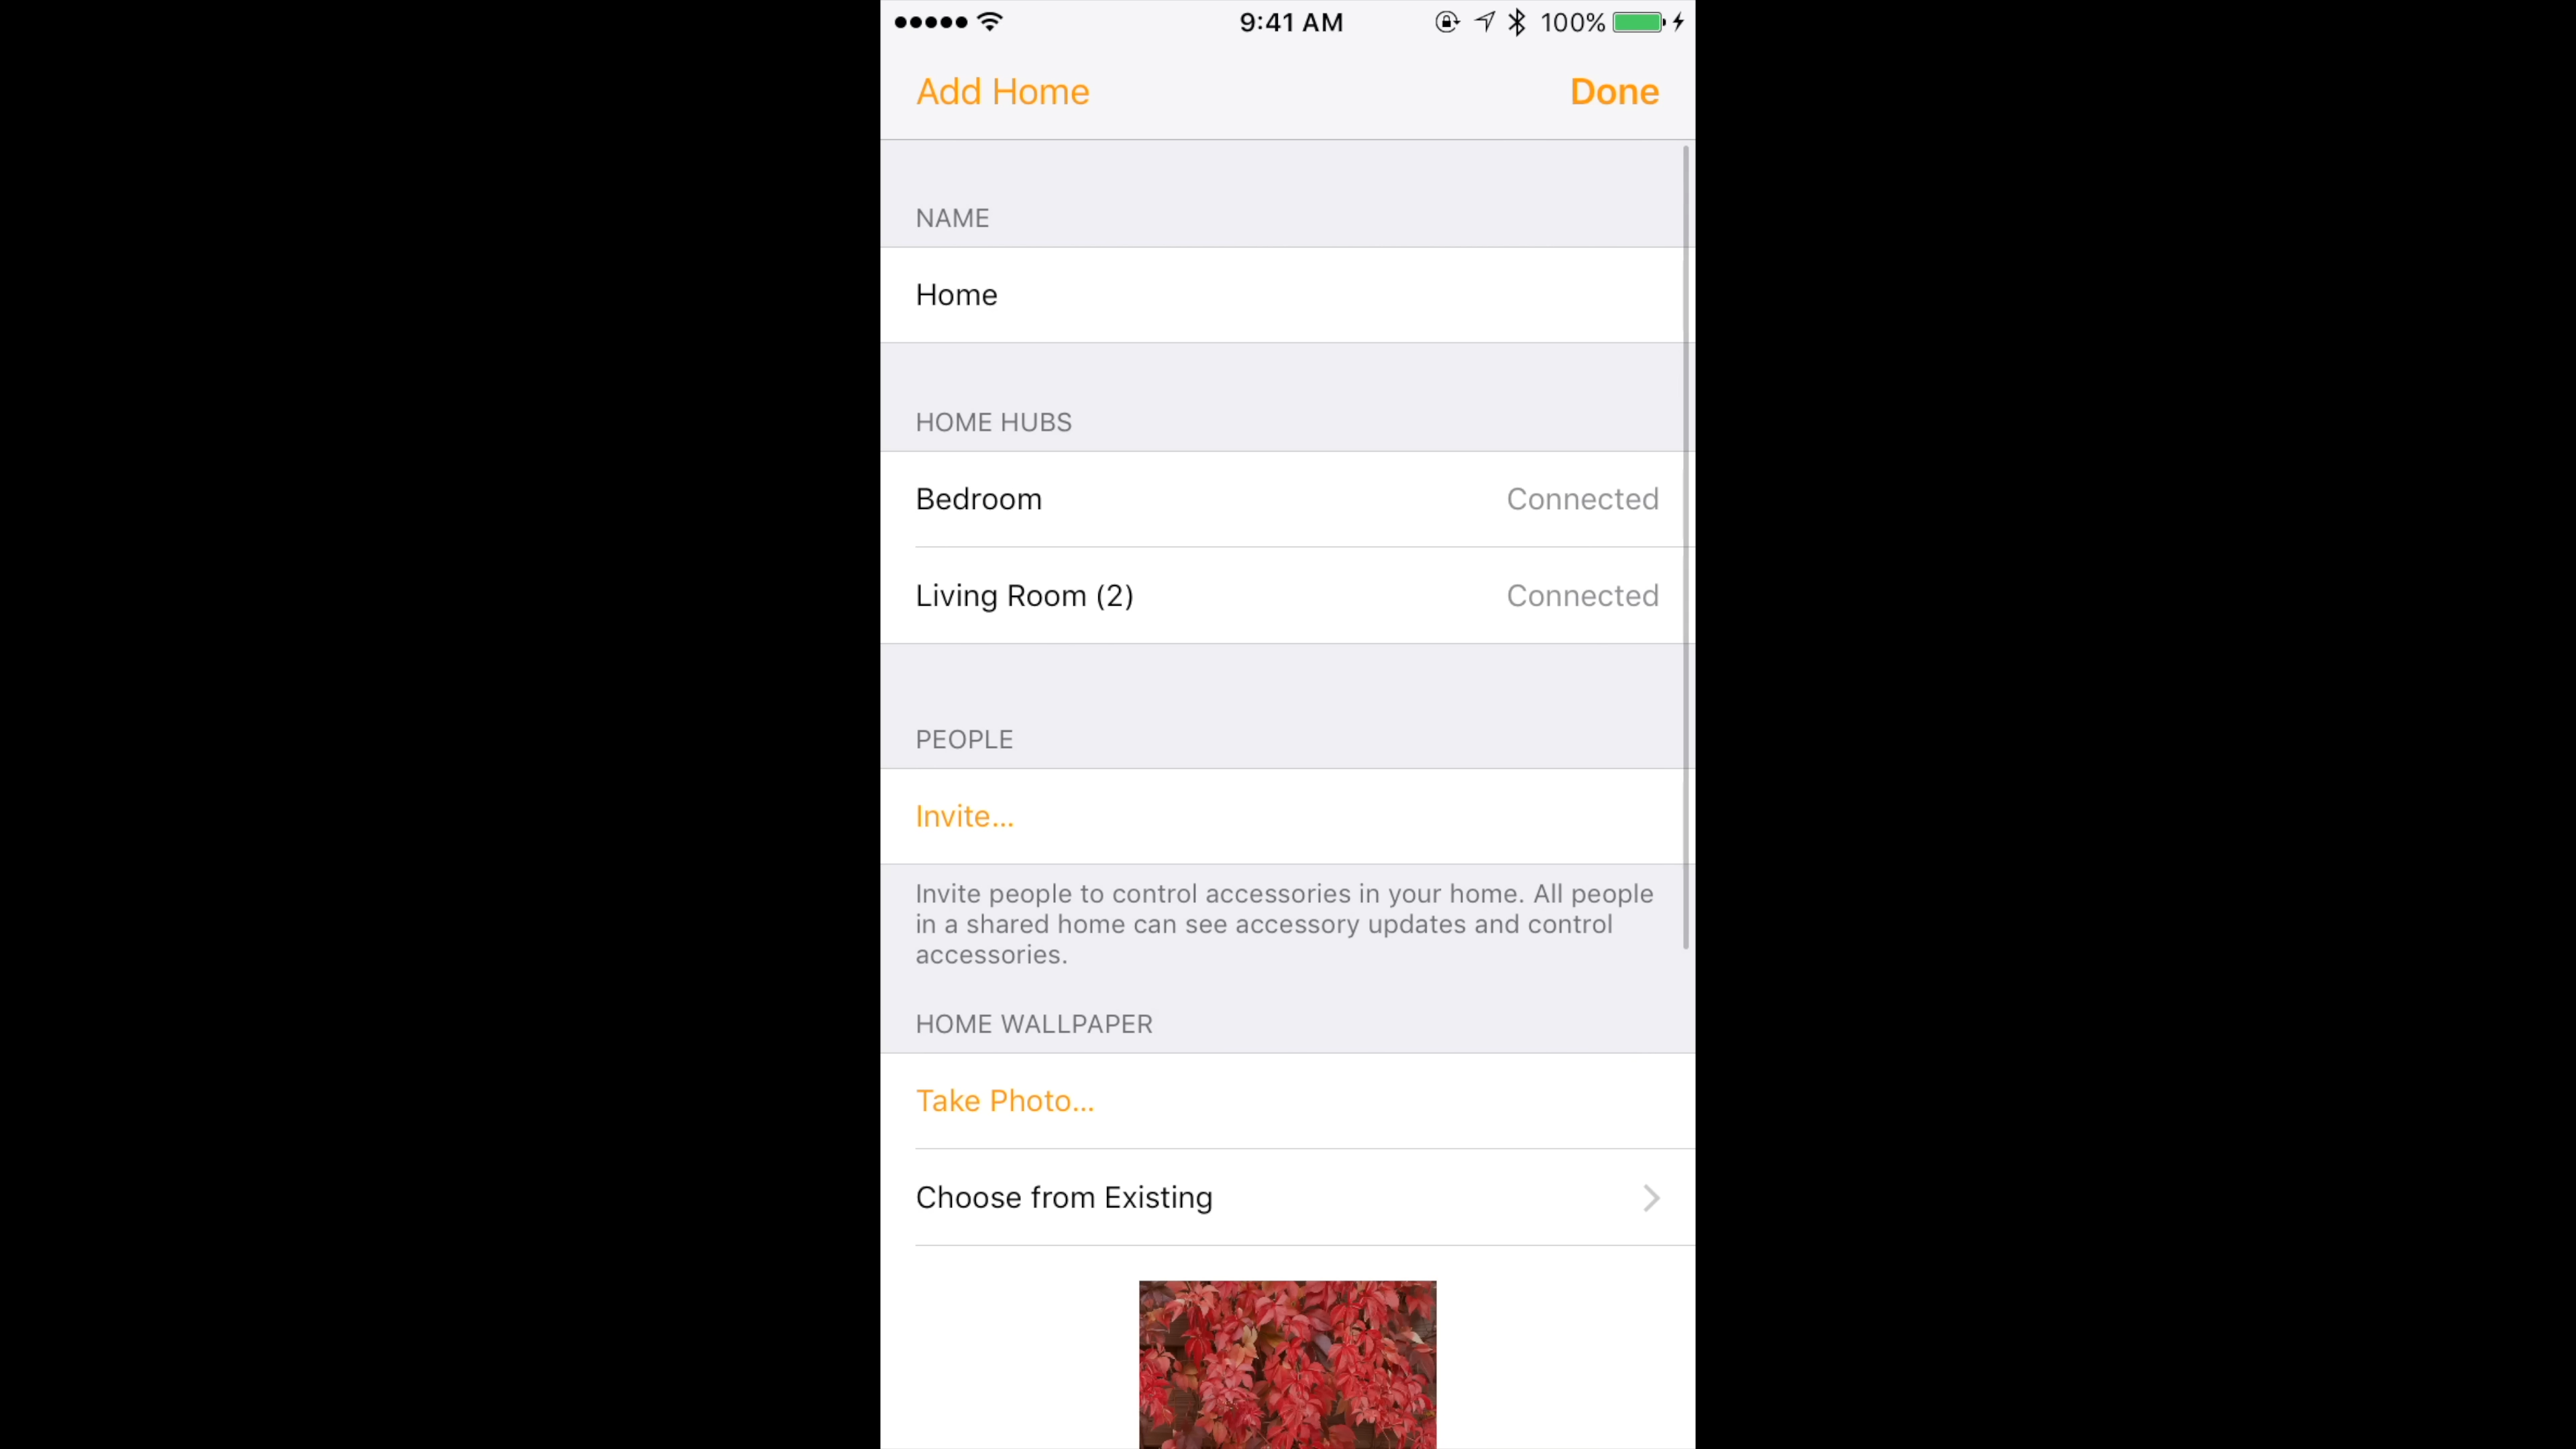 9:41 AM
100%
Add Home
Done
NAME
Home
HOME HUBS
Bedroom
Connected
Living Room (2)
Connected
PEOPLE
Invite...
Invite people to control accessories in your home. All people
in a shared home can see accessory updates and control
accessories.
HOME WALLPAPER
Take Photo...
Choose from Existing